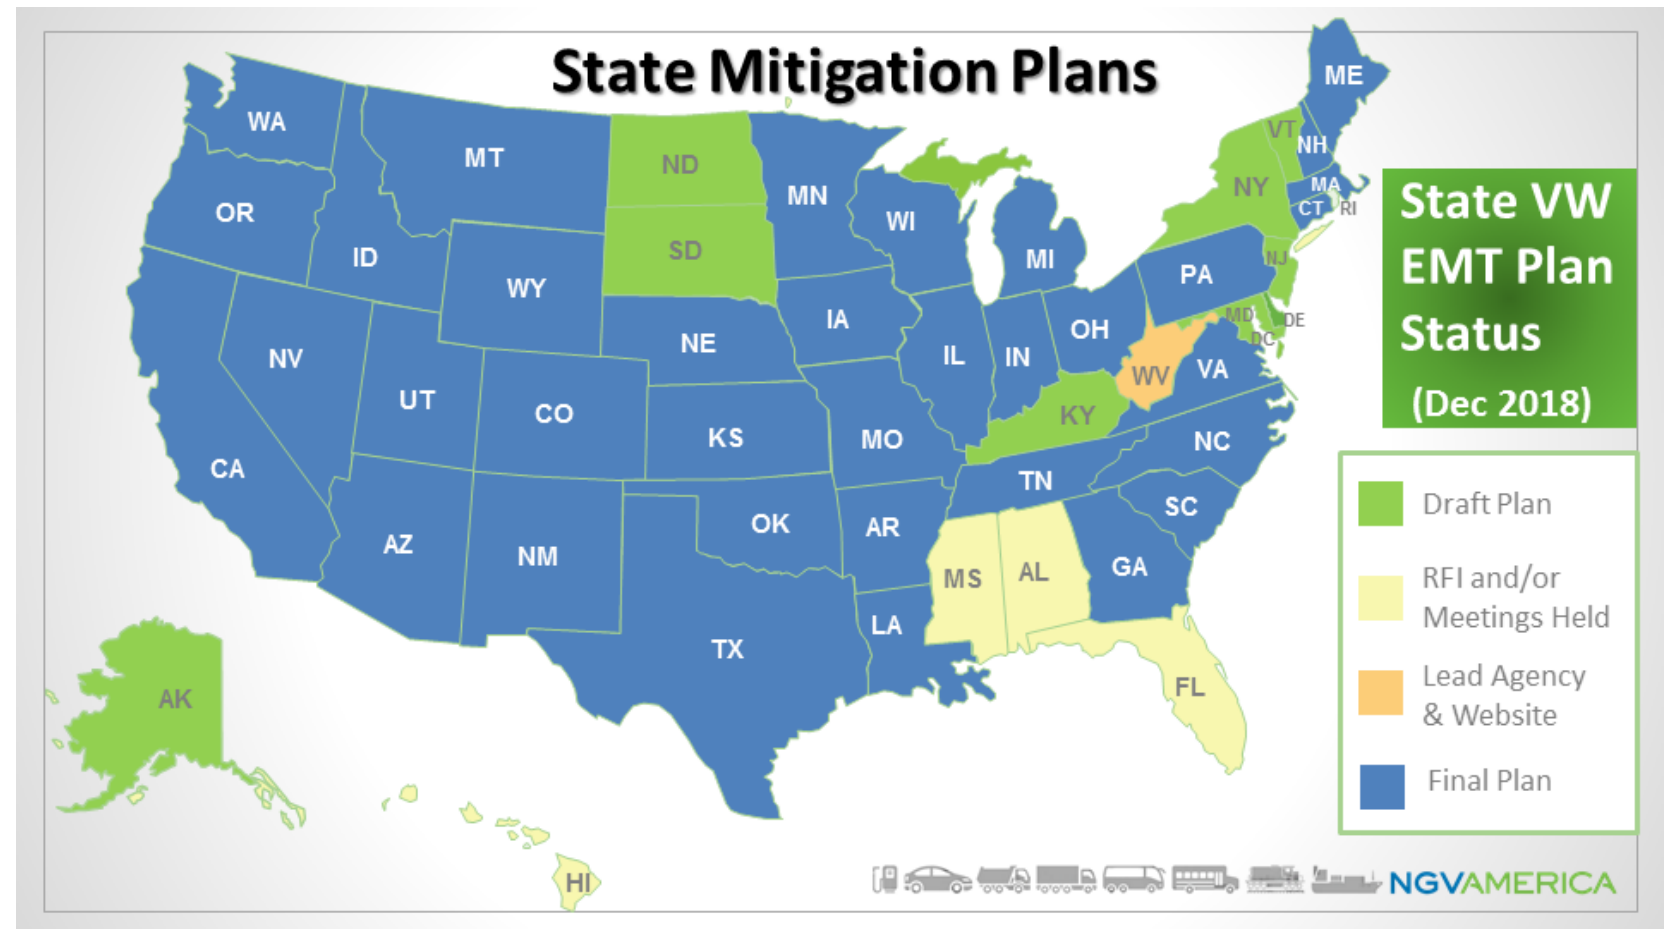 State Mitigation Plans
ME
WA
VT
MT
NH
ND
MN
MA
NY
CT
RI
OR
WI
SD
ID
MI
NJ
PA
WY
MD
DE
IA
OH
DC
NE
IL
IN
NV
VA
WV
UT
CO
KY
KS
MO
NC
CA
TN
SC
OK
AR
AZ
NM
GA
MS
AL
LA
TX
FL
AK
HI
State VW
EMT Plan
Status
(Dec 2018)
Draft Plan
RFI and/or
Meetings Held
Lead Agency
& Website
Final Plan
NGVAMERICA